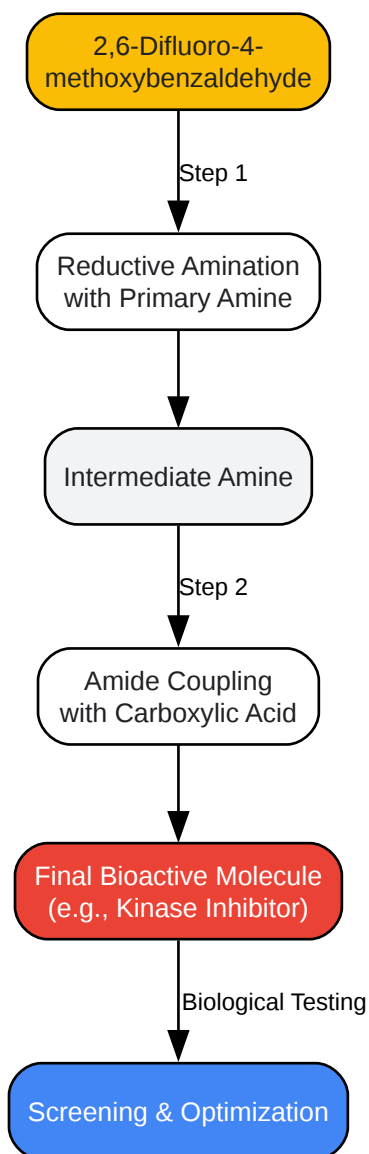 2,6-Difluoro-4-
methoxybenzaldehyde
Step 1
Reductive Amination
with Primary Amine
Intermediate Amine
Step 2
Amide Coupling
with Carboxylic Acid
Final Bioactive Molecule
(e.g., Kinase Inhibitor)
Biological Testing
Screening & Optimization